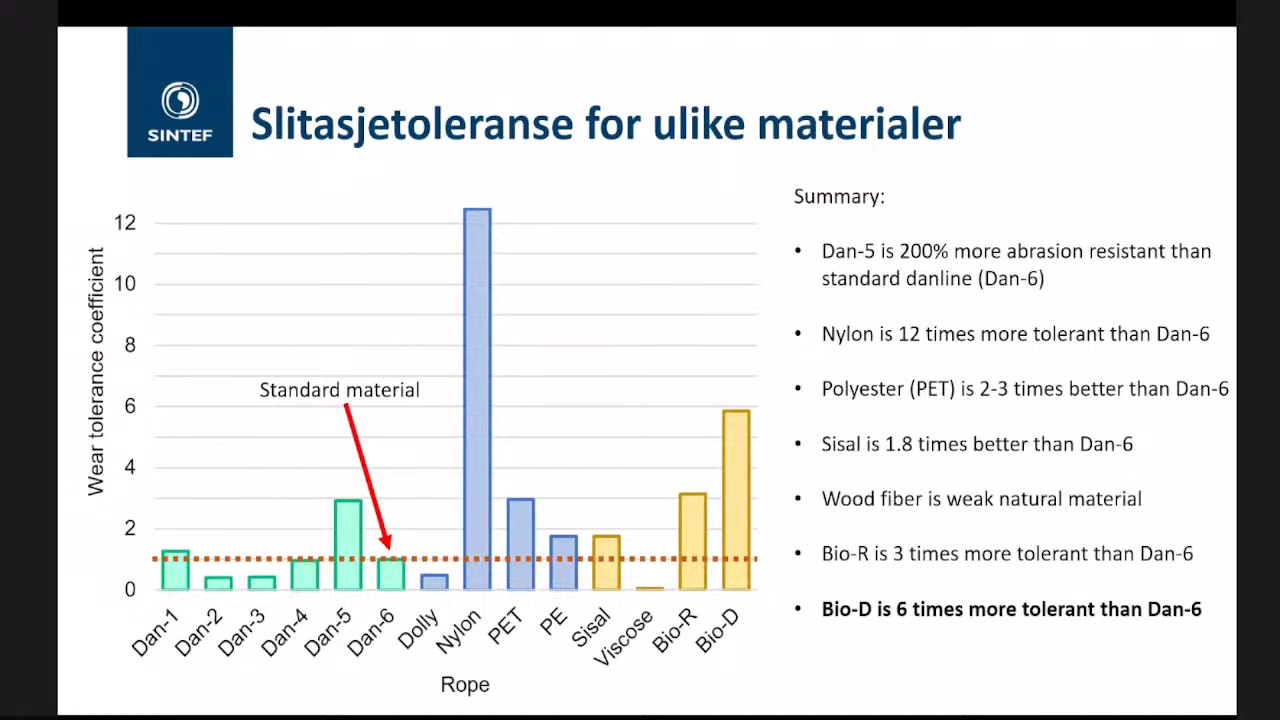 SINTEF
Slitasjetoleranse for ulike materialer
Wear tolerance coefficient
12
10
8
6
4
2
0
Standard material
Dan-1
Dan-2
Dan-3
Dan-4
Dan-5
Dan-6
Dolly
Nylon
PET
PE
Sisal
Viscose
Bio-R
Bio-D
Rope
Summary:
• Dan-5 is 200% more abrasion resistant than
standard danline (Dan-6)
• Nylon is 12 times more tolerant than Dan-6
• Polyester (PET) is 2-3 times better than Dan-6
• Sisal is 1.8 times better than Dan-6
• Wood fiber is weak natural material
• Bio-R is 3 times more tolerant than Dan-6
• Bio-D is 6 times more tolerant than Dan-6